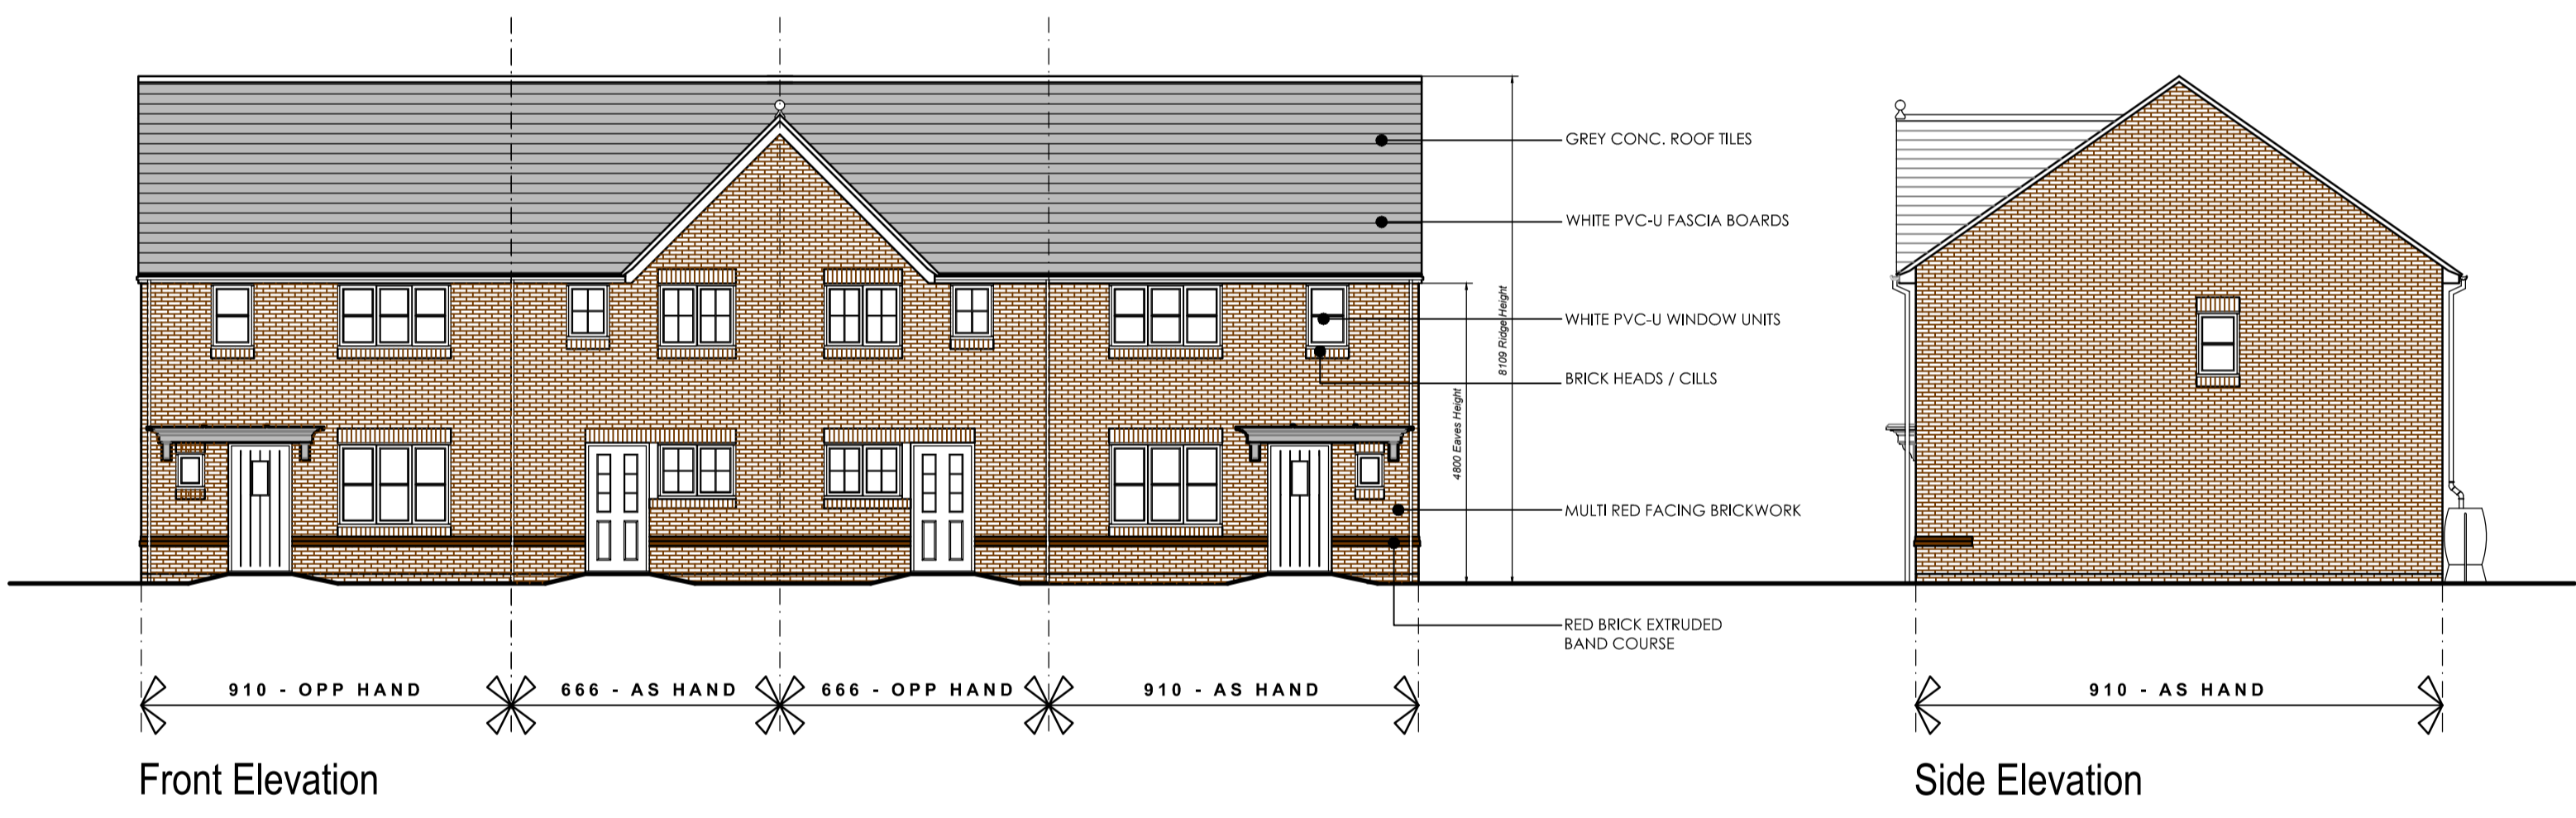 GREY CONC. ROOF TILES
WHITE PVC-U FASCIA BOARDS
WHITE PVC-U WINDOW UNITS
BRICK HEADS / CILLS
MULTI RED FACING BRICKWORK
RED BRICK EXTRUDED
BAND COURSE
8109 Ridge Height
4800 Eaves Height
910 - OPP HAND
666 - AS HAND
666 - OPP HAND
910 - AS HAND
910 - AS HAND
Front Elevation
Side Elevation